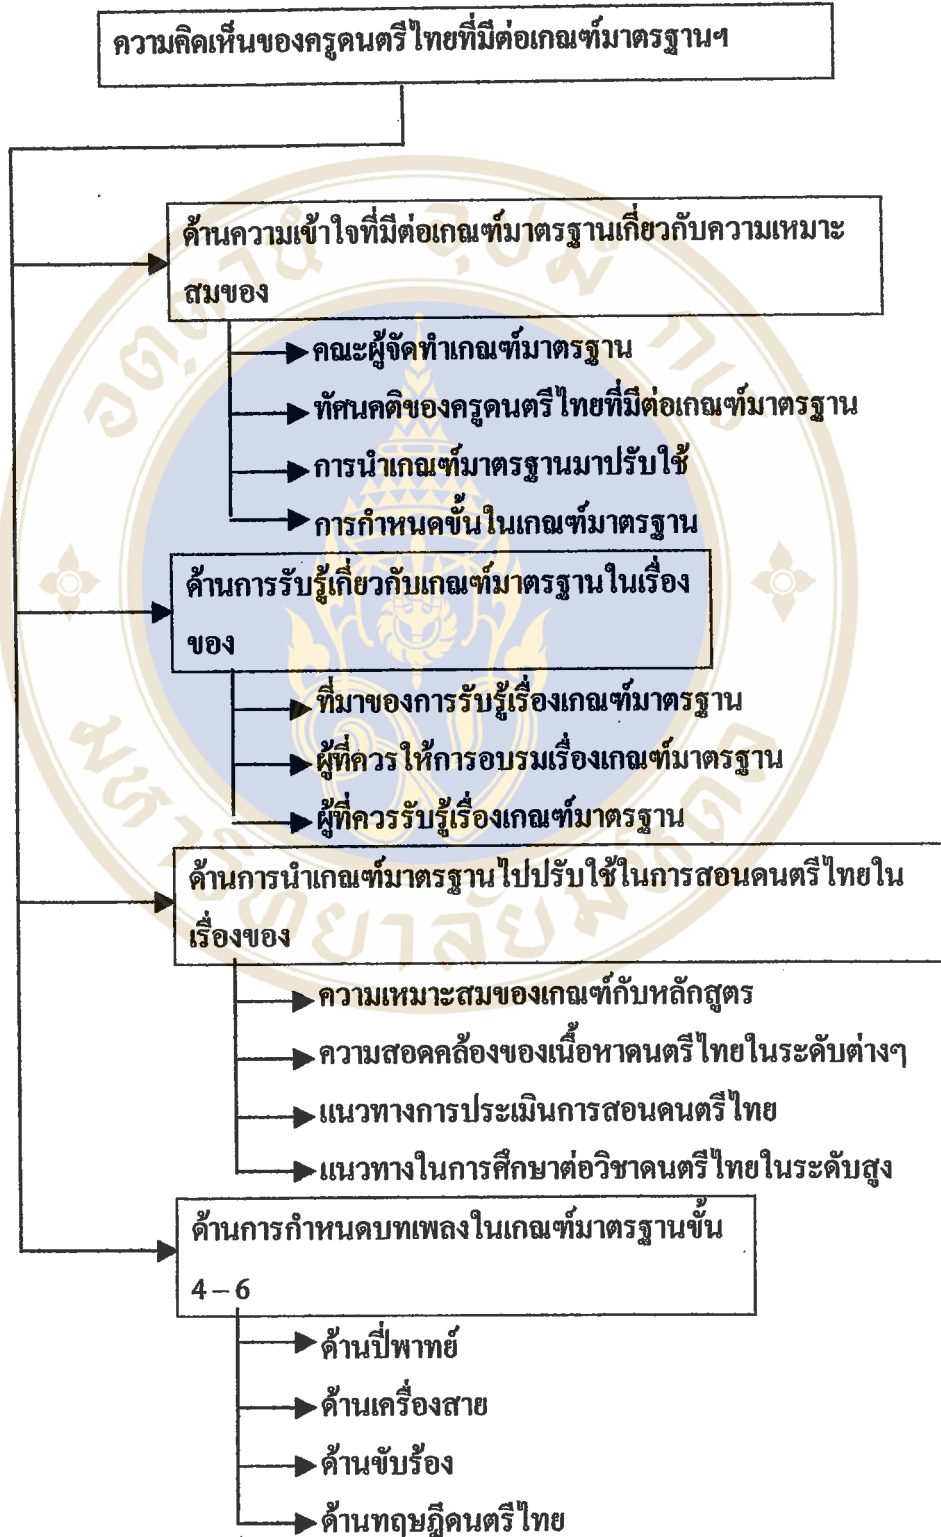 ความคิดเห็นของครูดนตรีไทยที่มีต่อเกณฑ์มาตรฐานฯ
ด้านความเข้าใจที่มีต่อเกณฑ์มาตรฐานเกี่ยวกับความเหมาะ
สมของ
คณะผู้จัดทำเกณฑ์มาตรฐาน
ทัศนคติของครูดนตรีไทยที่มีต่อเกณฑ์มาตรฐาน
การนำเกณฑ์มาตรฐานมาปรับใช้
การกำหนดขั้นในเกณฑ์มาตรฐาน
ด้านการรับรู้เกี่ยวกับเกณฑ์มาตรฐานในเรื่อง
ของ
ที่มาของการรับรู้เรื่องเกณฑ์มาตรฐาน
ผู้ที่ควรให้การอบรมเรื่องเกณฑ์มาตรฐาน
ผู้ที่ควรรับรู้เรื่องเกณฑ์มาตรฐาน
ด้านการนำเกณฑ์มาตรฐานไปปรับใช้ในการสอนดนตรีไทยใน
เรื่องของ
ความเหมาะสมของเกณฑ์กับหลักสูตร
ความสอดคล้องของเนื้อหาดนตรีไทยในระดับต่างๆ
แนวทางการประเมินการสอนดนตรีไทย
แนวทางในการศึกษาต่อวิชาดนตรีไทยในระดับสูง
ด้านการกำหนดบทเพลงในเกณฑ์มาตรฐานขั้น
4 – 6
ด้านปี่พาทย์
ด้านเครื่องสาย
ด้านขับร้อง
ด้านทฤษฎีดนตรีไทย
อตฺตานํ อุปมํ กเร
มหาวิทยาลัยมหิดล